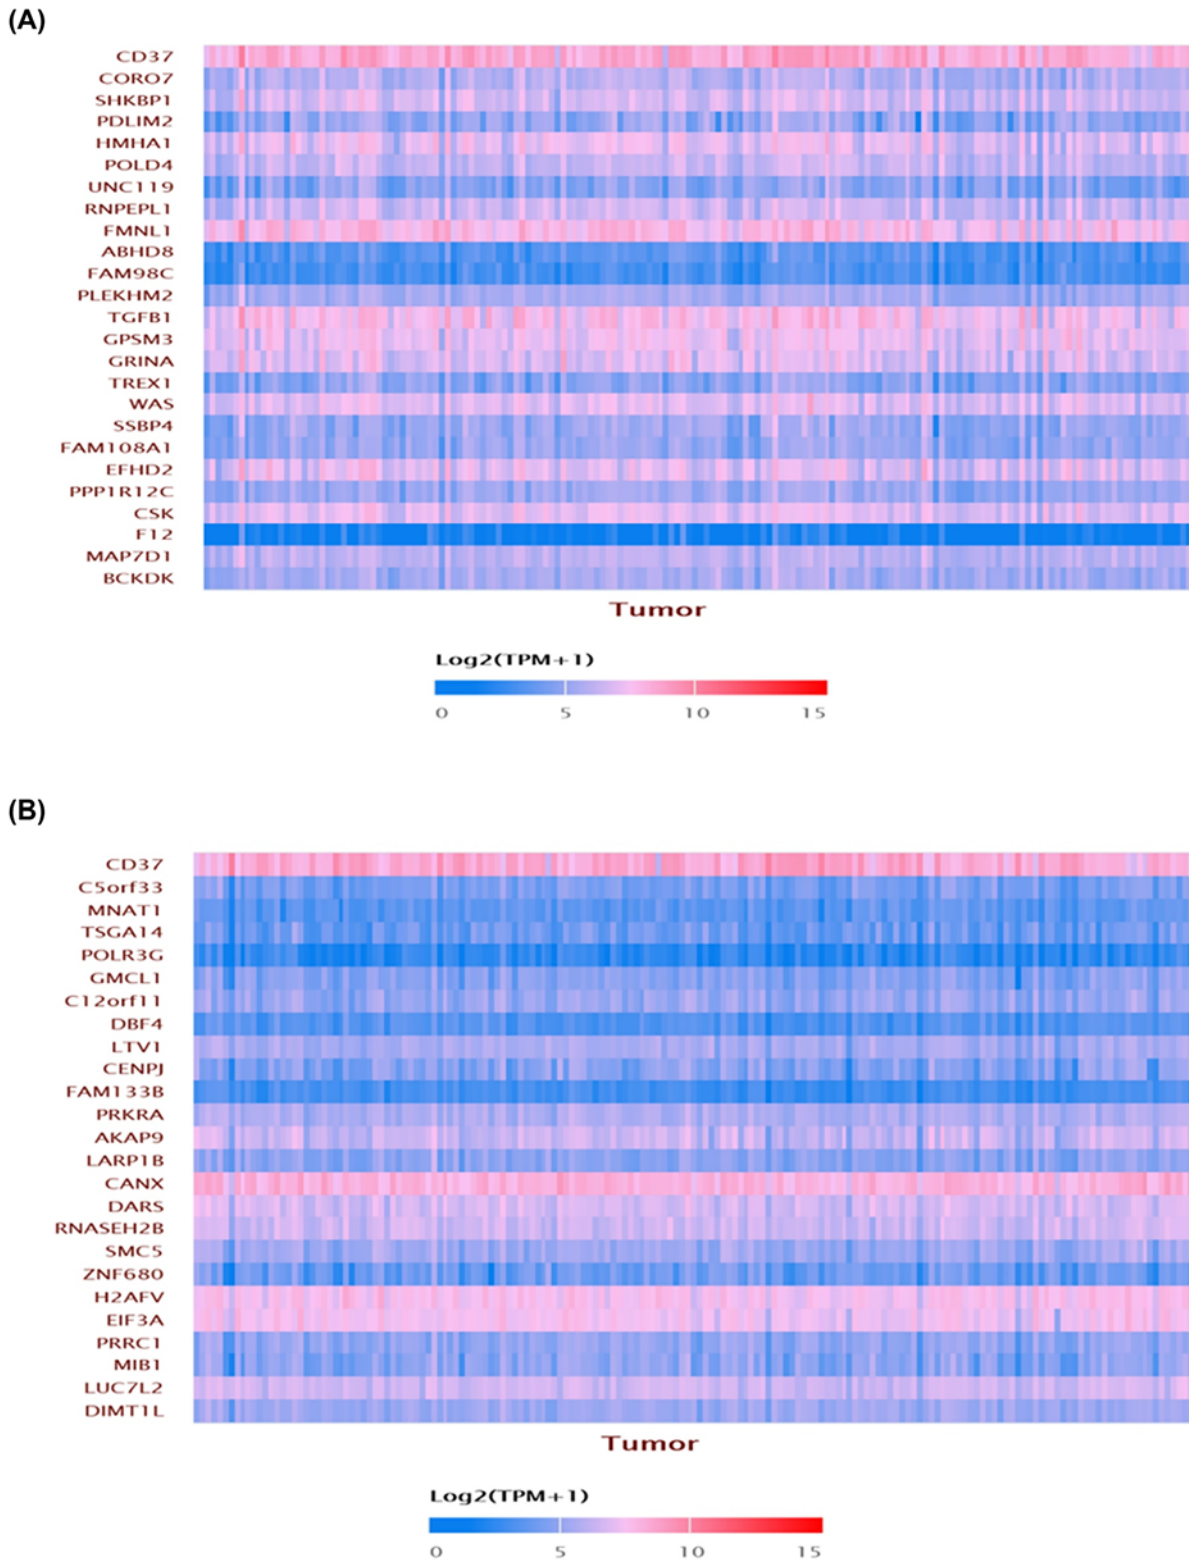 (A)
CD37
CORO7
SHKBP1
PDLIM2
HMHA1
POLD4
UNC119
RNPEPL1
FMNL1
ABHD8
FAM98C
PLEKHM2
TGFB1
GPSM3
GRINA
TREX1
WAS
SSBP4
FAM108A1
EFHD2
PPP1R12C
CSK
F12
MAP7D1
BCKDK
Tumor
Log2(TPM+1)
0 5 10 15
(B)
CD37
C5orf33
MNAT1
TSGA14
POLR3G
GMCL1
C12orf11
DBF4
LTV1
CENPJ
FAM133B
PRKRA
AKAP9
LARP1B
CANX
DARS
RNASEH2B
SMC5
ZNF680
H2AFV
EIF3A
PRRC1
MIB1
LUC7L2
DIMT1L
Tumor
Log2(TPM+1)
0 5 10 15